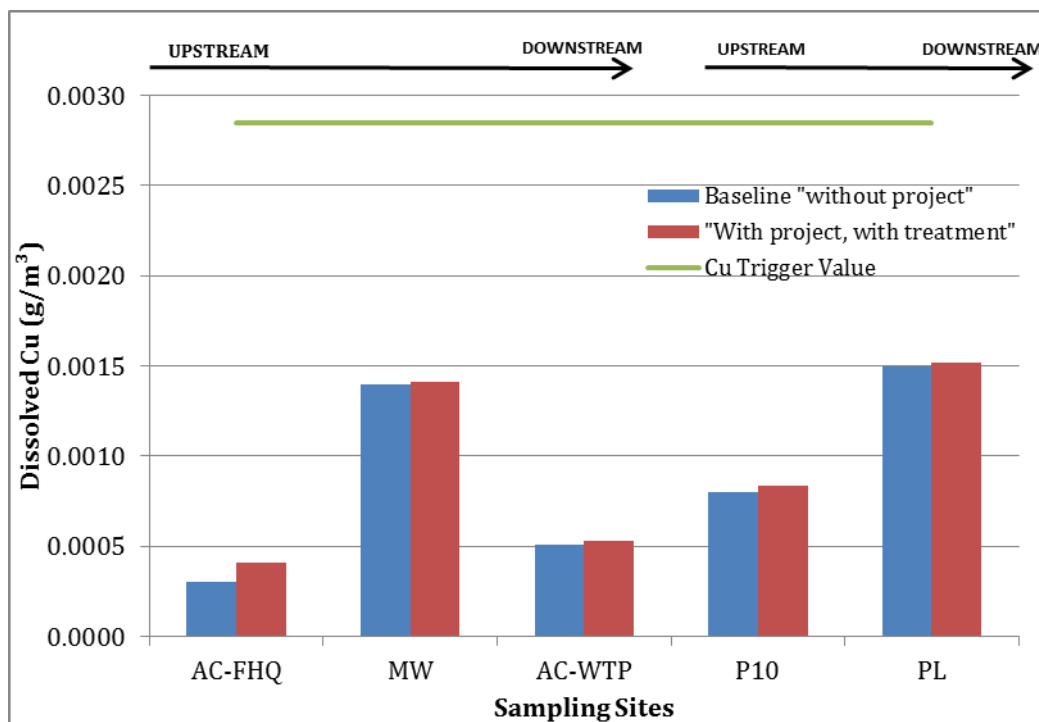 UPSTREAM
DOWNSTREAM
UPSTREAM
DOWNSTREAM
0.0030
0.0025
0.0020
0.0015
0.0010
0.0005
0.0000
Dissolved Cu (g/m³)
Baseline "without project"
"With project, with treatment"
Cu Trigger Value
AC-FHQ
MW
AC-WTP
P10
PL
Sampling Sites